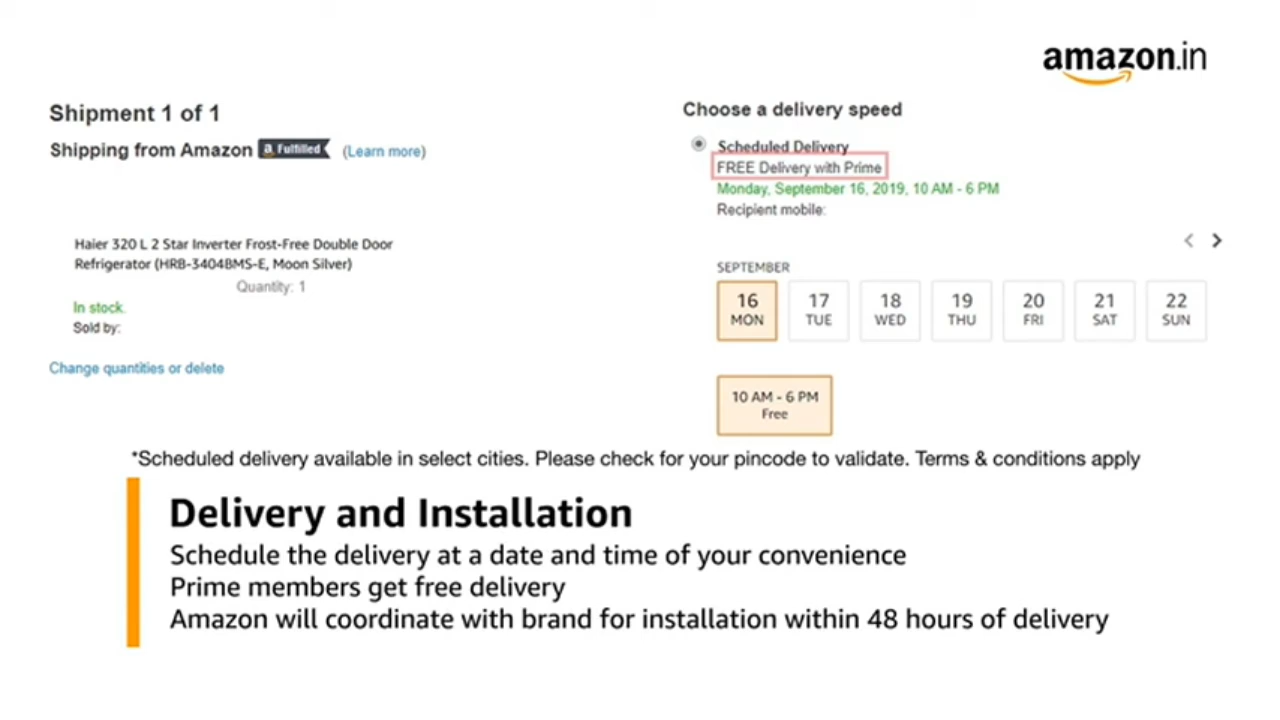 amazon.in
Shipment 1 of 1
Shipping from Amazon a Fulfilled (Learn more)
Haier 320 L 2 Star Inverter Frost-Free Double Door
Refrigerator (HRB-3404BMS-E, Moon Silver)
Quantity: 1
In stock.
Sold by:
Change quantities or delete
Choose a delivery speed
Scheduled Delivery
FREE Delivery with Prime
Monday, September 16, 2019, 10 AM - 6 PM
Recipient mobile:
SEPTEMBER
16 17 18 19 20 21 22
MON TUE WED THU FRI SAT SUN
10 AM - 6 PM
Free
*Scheduled delivery available in select cities. Please check for your pincode to validate. Terms & conditions apply
Delivery and Installation
Schedule the delivery at a date and time of your convenience
Prime members get free delivery
Amazon will coordinate with brand for installation within 48 hours of delivery